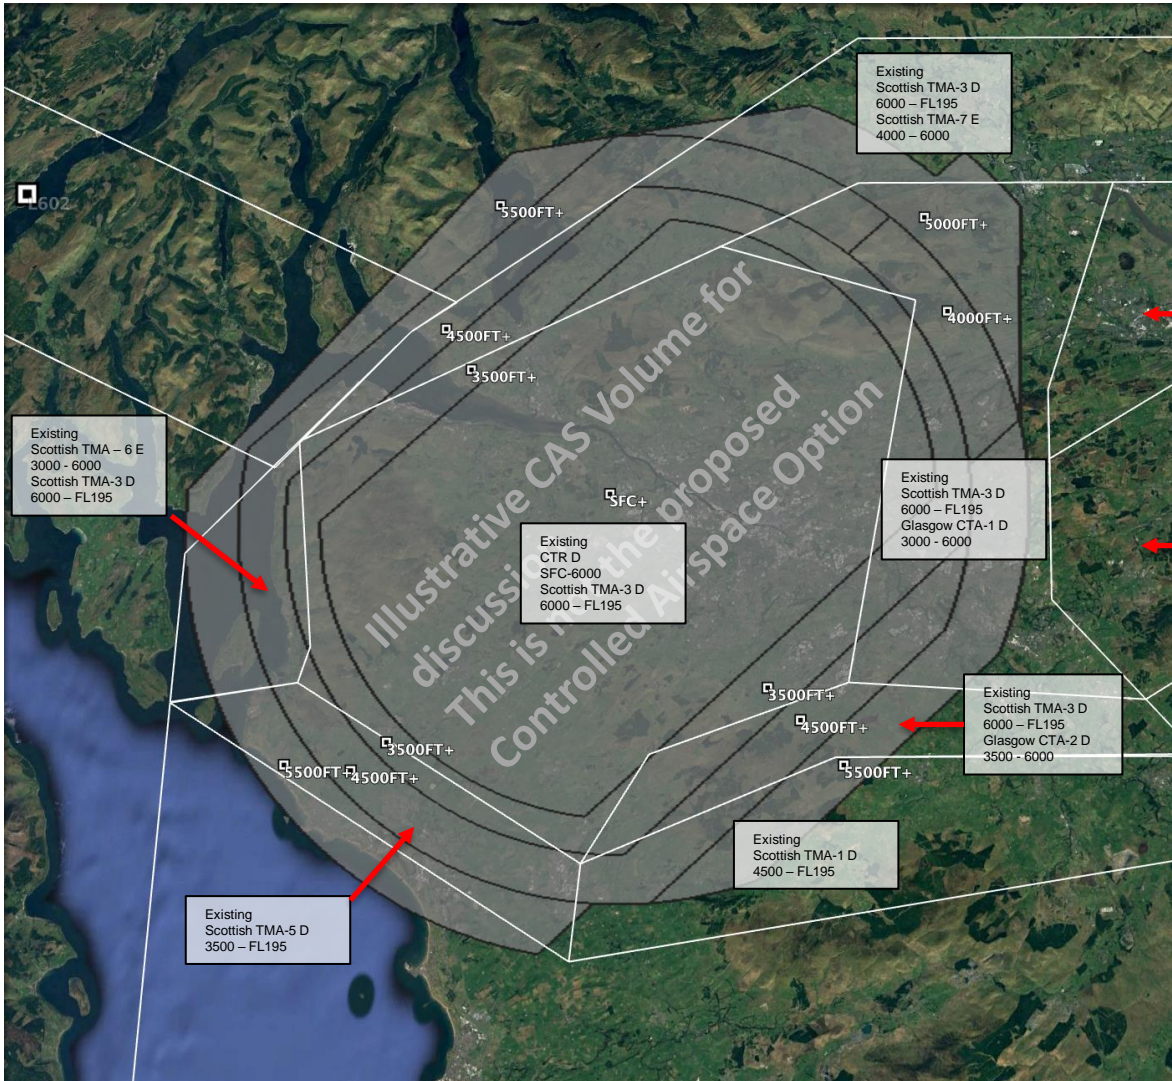 Existing
Scottish TMA-3 D
6000 – FL195
Scottish TMA-7 E
4000 – 6000
L602
5500FT+
5000FT+
4000FT+
4500FT+
3500FT+
Existing
Scottish TMA – 6 E
3000 - 6000
Scottish TMA-3 D
6000 – FL195
Illustrative CAS Volume for
discussion
This is not the proposed
Controlled Airspace Option
SFC+
Existing
Scottish TMA-3 D
6000 – FL195
Glasgow CTA-1 D
3000 - 6000
Existing
CTR D
SFC-6000
Scottish TMA-3 D
6000 – FL195
3500FT+
4500FT+
5500FT+
Existing
Scottish TMA-3 D
6000 – FL195
Glasgow CTA-2 D
3500 - 6000
3500FT+
5500FT+
4500FT+
Existing
Scottish TMA-1 D
4500 – FL195
Existing
Scottish TMA-5 D
3500 – FL195